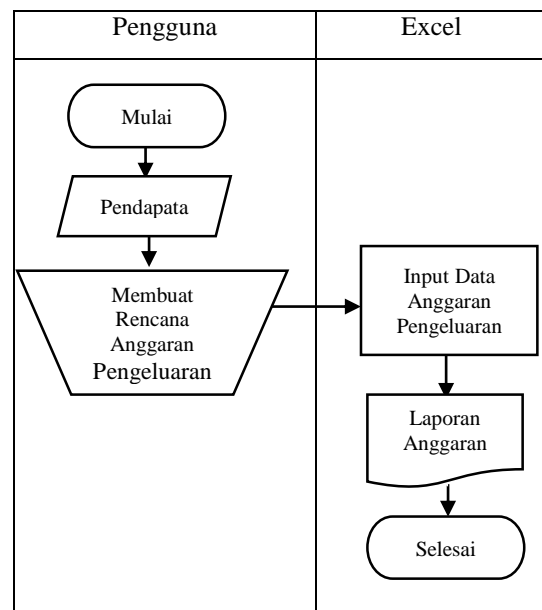 Pengguna
Excel
Mulai
Pendapata
Membuat
Rencana
Anggaran
Pengeluaran
Input Data
Anggaran
Pengeluaran
Laporan
Anggaran
Selesai